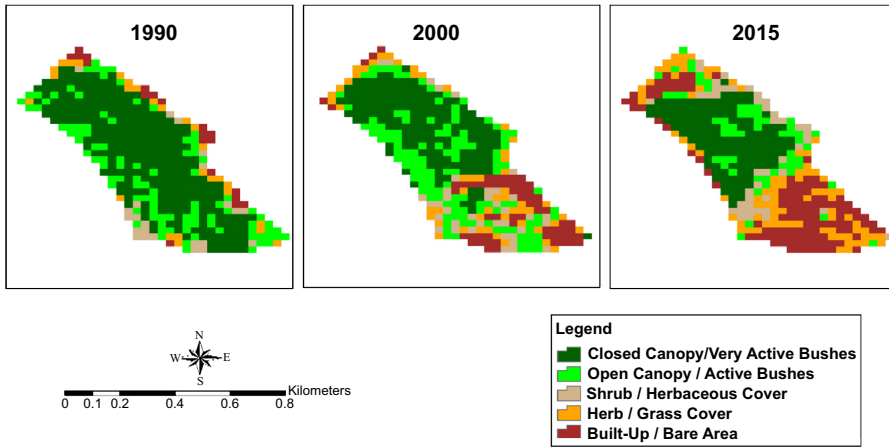 1990
2000
2015
N
W E
S
Kilometers
0 0.1 0.2 0.4 0.6 0.8
Legend
Closed Canopy/Very Active Bushes
Open Canopy / Active Bushes
Shrub / Herbaceous Cover
Herb / Grass Cover
Built-Up / Bare Area